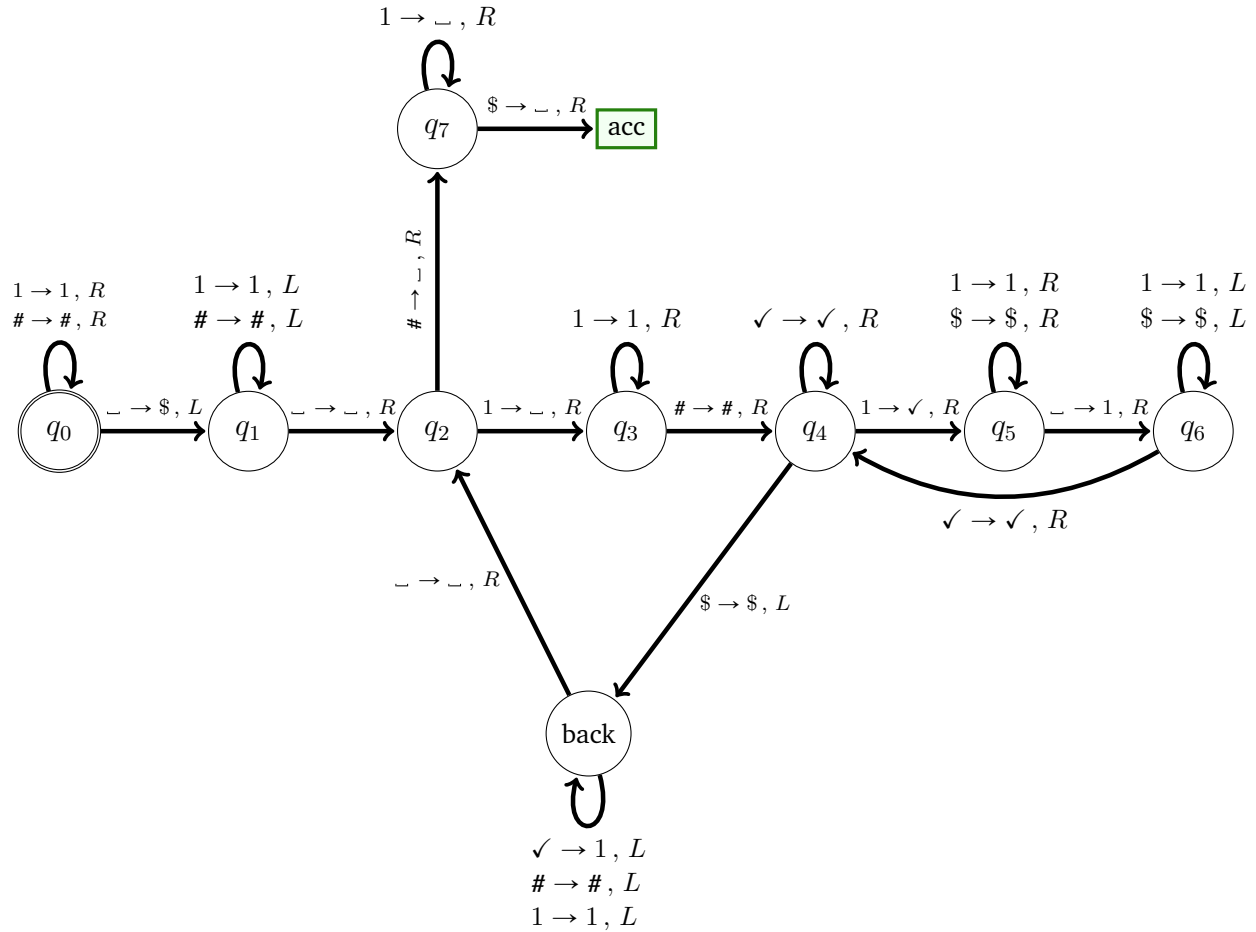 1 → ␣ , R
$ → ␣ , R
q7
acc
# → ␣ , R
1 → 1 , R
# → # , R
1 → 1 , L
# → # , L
1 → 1 , R
✓ → ✓ , R
1 → 1 , R
$ → $ , R
1 → 1 , L
$ → $ , L
q0
␣ → $ , L
q1
␣ → ␣ , R
q2
1 → ␣ , R
q3
# → # , R
q4
1 → ✓ , R
q5
␣ → 1 , R
q6
✓ → ✓ , R
␣ → ␣ , R
$ → $ , L
back
✓ → 1 , L
# → # , L
1 → 1 , L